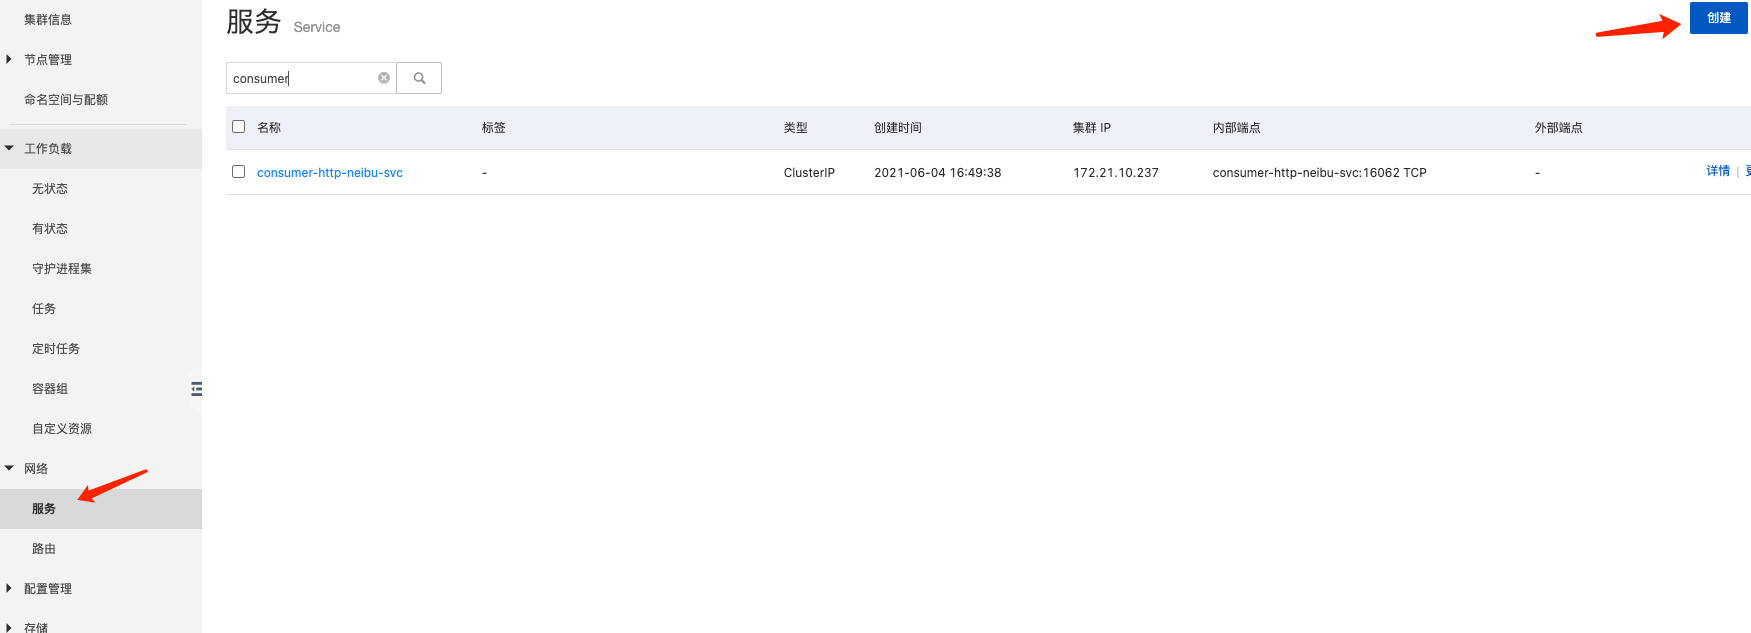 集群信息
节点管理
命名空间与配额
工作负载
无状态
有状态
守护进程集
任务
定时任务
容器组
自定义资源
网络
服务
路由
配置管理
存储
服务 Service
创建
consumer
名称 标签 类型 创建时间 集群 IP 内部端点 外部端点
consumer-http-neibu-svc - ClusterIP 2021-06-04 16:49:38 172.21.10.237 consumer-http-neibu-svc:16062 TCP - 详情 |